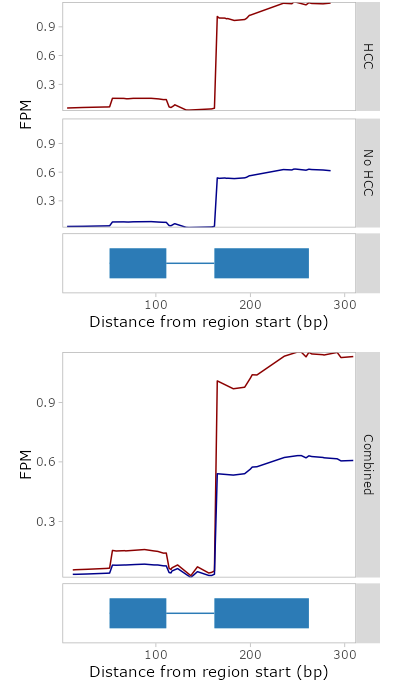 0.9
0.6
0.3
HCC
FPM
0.9
0.6
0.3
No HCC
100 200 300
Distance from region start (bp)
0.9
0.6
0.3
FPM
Combined
100 200 300
Distance from region start (bp)